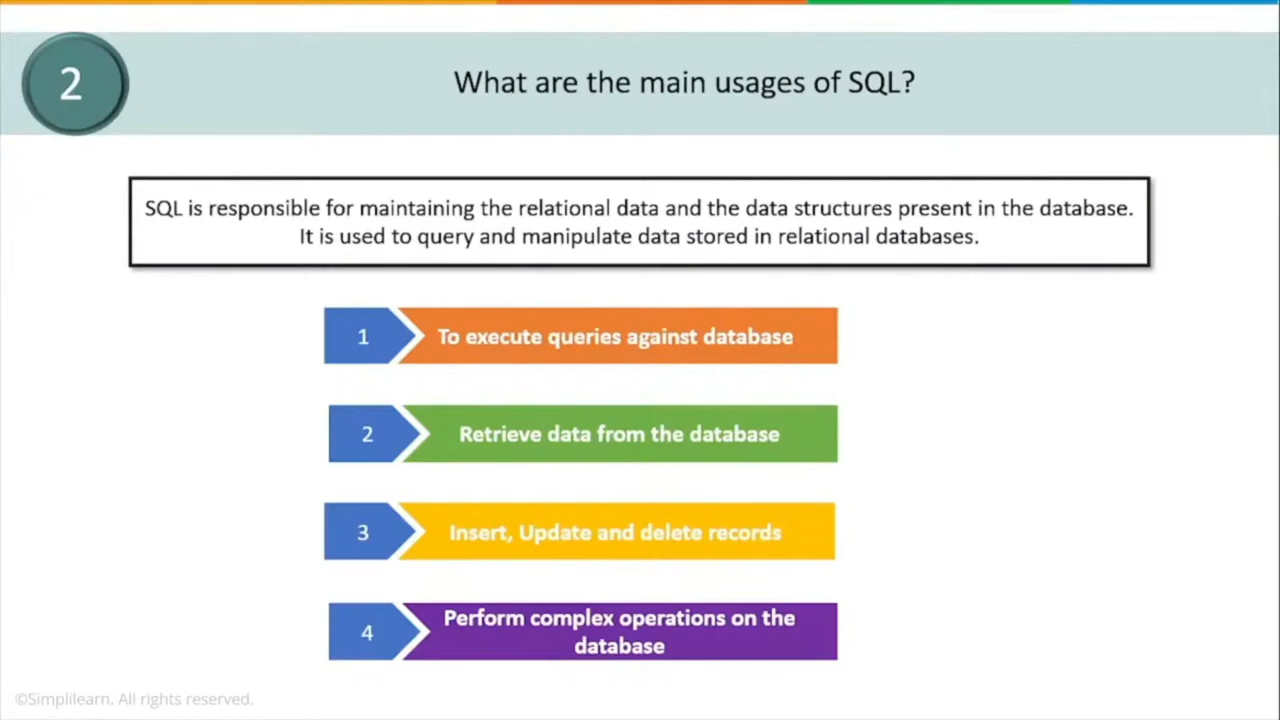 2
What are the main usages of SQL?
SQL is responsible for maintaining the relational data and the data structures present in the database.
It is used to query and manipulate data stored in relational databases.
1
To execute queries against database
2
Retrieve data from the database
3
Insert, Update and delete records
4
Perform complex operations on the
database
©Simplilearn. All rights reserved.